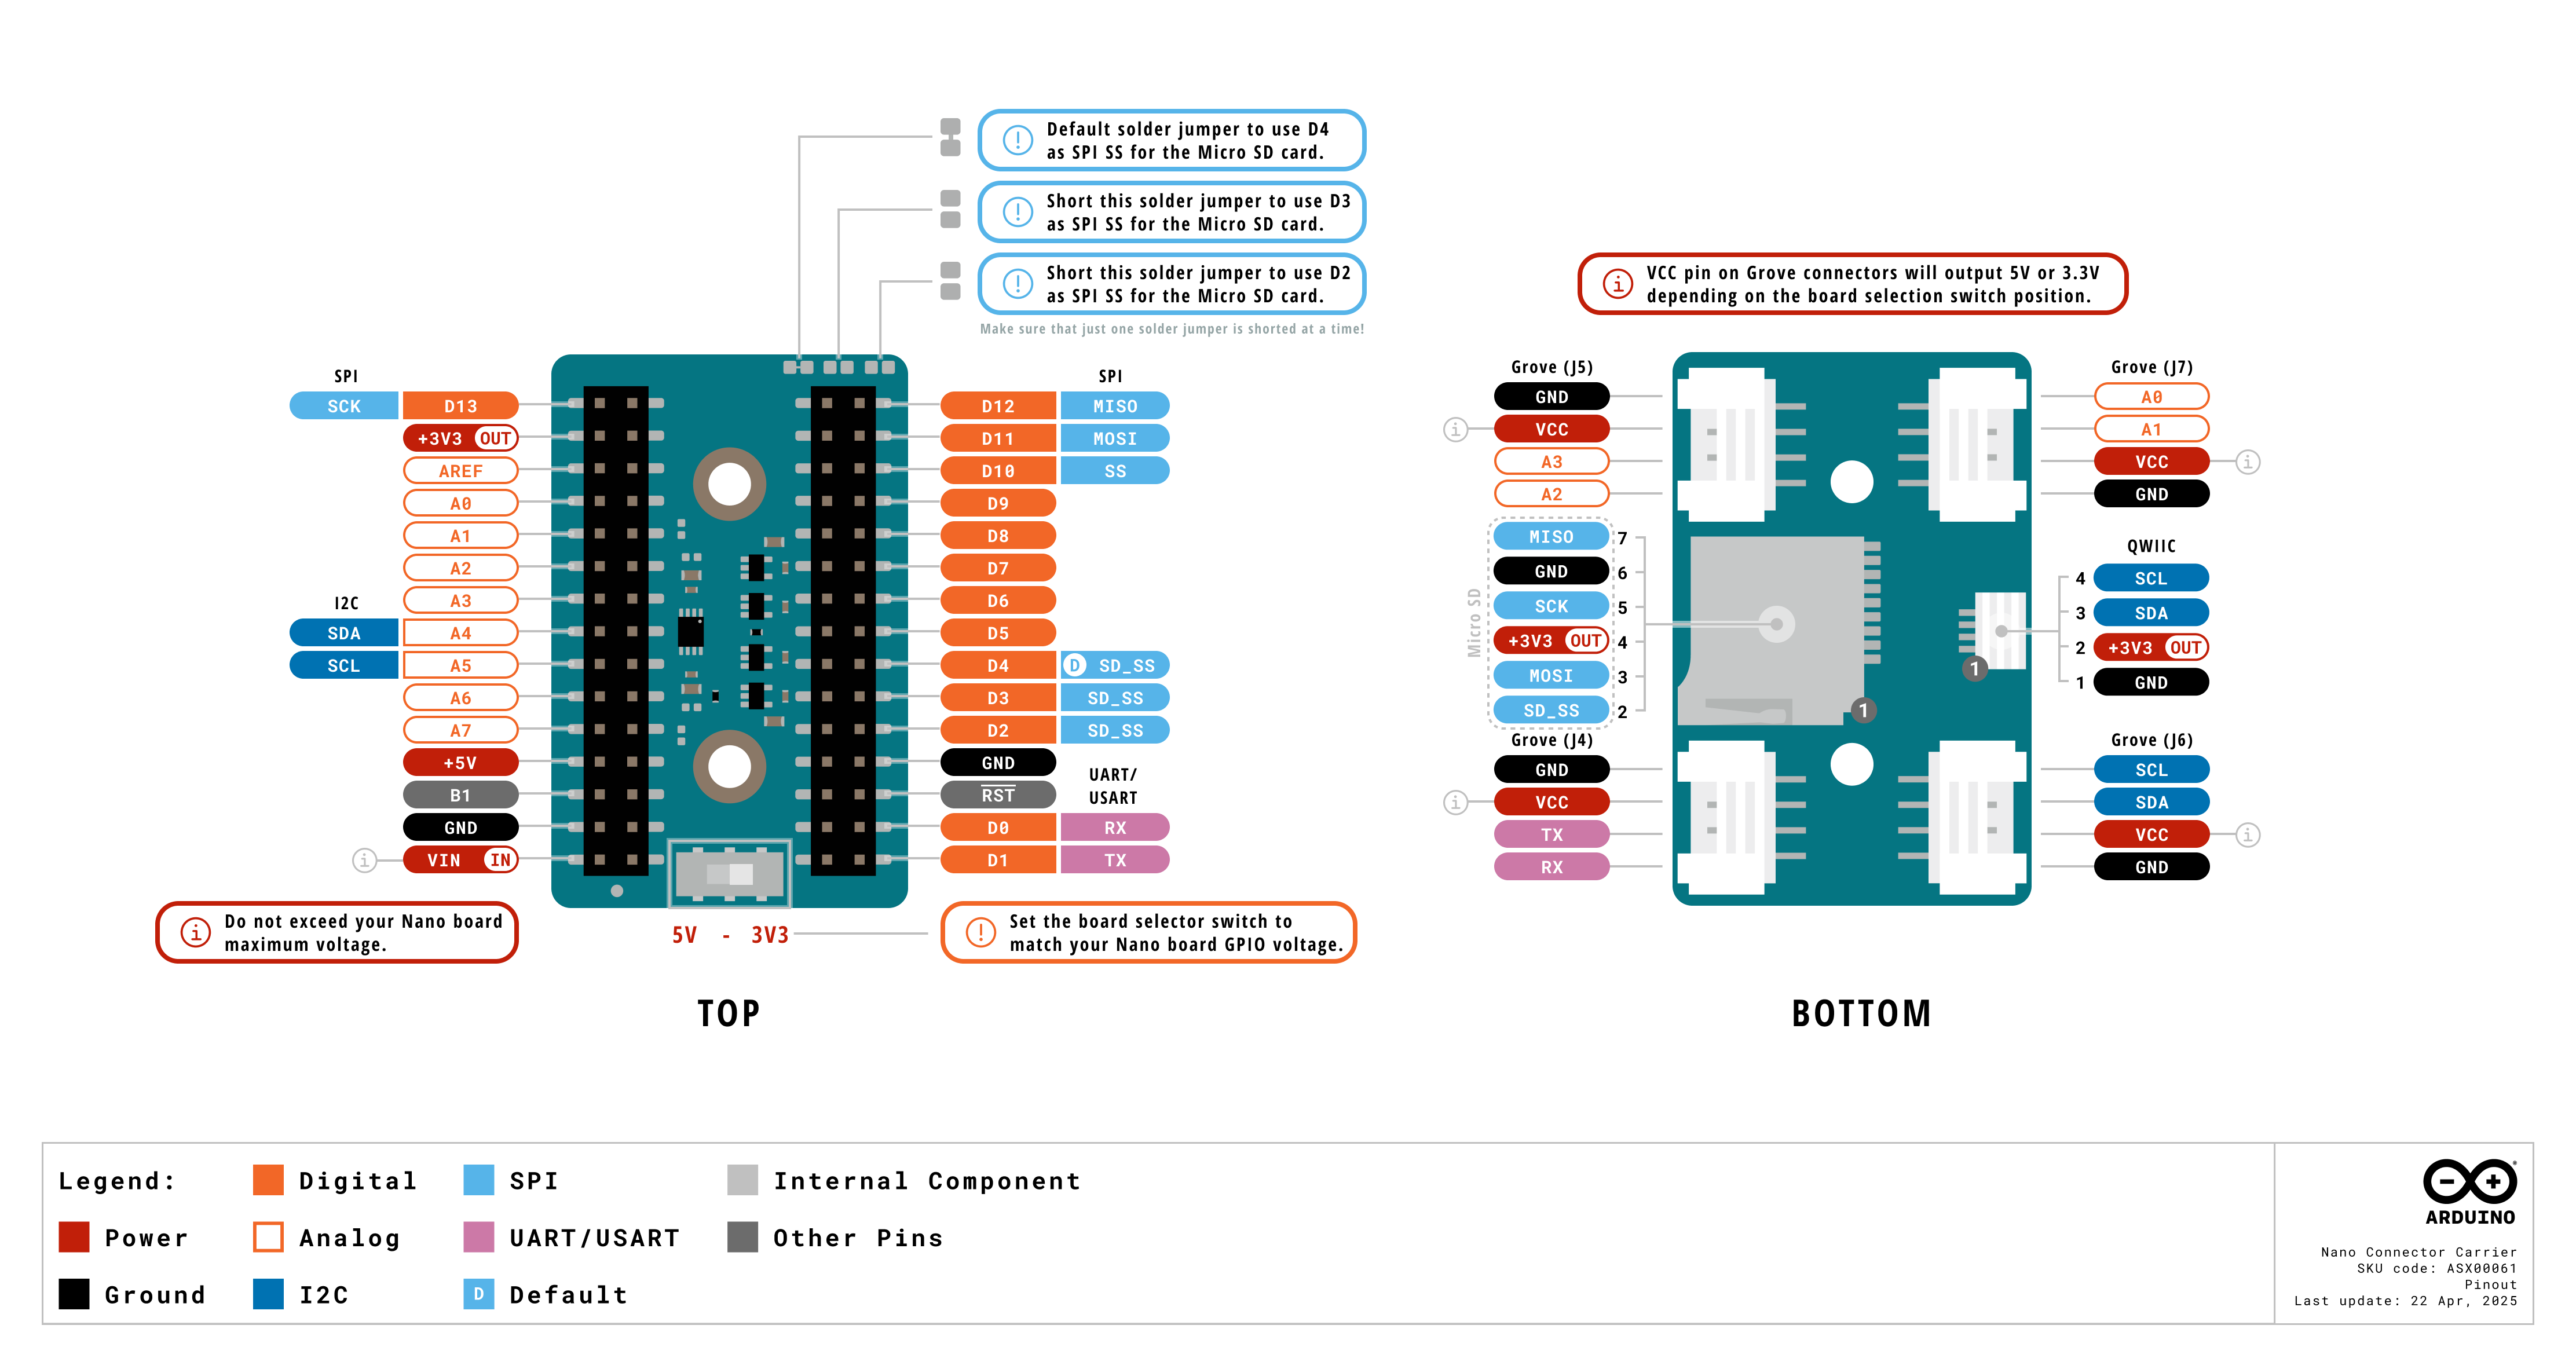 Default solder jumper to use D4
as SPI SS for the Micro SD card.
Short this solder jumper to use D3
as SPI SS for the Micro SD card.
Short this solder jumper to use D2
as SPI SS for the Micro SD card.
Make sure that just one solder jumper is shorted at a time!
SPI
SCK D13
+3V3 OUT
AREF
A0
A1
A2
A3
I2C
SDA A4
SCL A5
A6
A7
+5V
B1
GND
i VIN IN
i Do not exceed your Nano board
maximum voltage.
SPI
D12 MISO
D11 MOSI
D10 SS
D9
D8
D7
D6
D5
D4 D SD_SS
D3 SD_SS
D2 SD_SS
GND
UART/
USART
RST
D0 RX
D1 TX
5V - 3V3
! Set the board selector switch to
match your Nano board GPIO voltage.
TOP
i VCC pin on Grove connectors will output 5V or 3.3V
depending on the board selection switch position.
Grove (J5)
GND
i VCC
A3
A2
Micro SD
MISO 7
GND 6
SCK 5
+3V3 OUT 4
MOSI 3
SD_SS 2
1
Grove (J4)
GND
i VCC
TX
RX
Grove (J7)
A0
A1
VCC i
GND
QWIIC
4 SCL
3 SDA
2 +3V3 OUT
1 GND
1
Grove (J6)
SCL
SDA
VCC i
GND
BOTTOM
Legend:
Power
Ground
Digital
Analog
I2C
SPI
UART/USART
D Default
Internal Component
Other Pins
ARDUINO
Nano Connector Carrier
SKU code: ASX00061
Pinout
Last update: 22 Apr, 2025